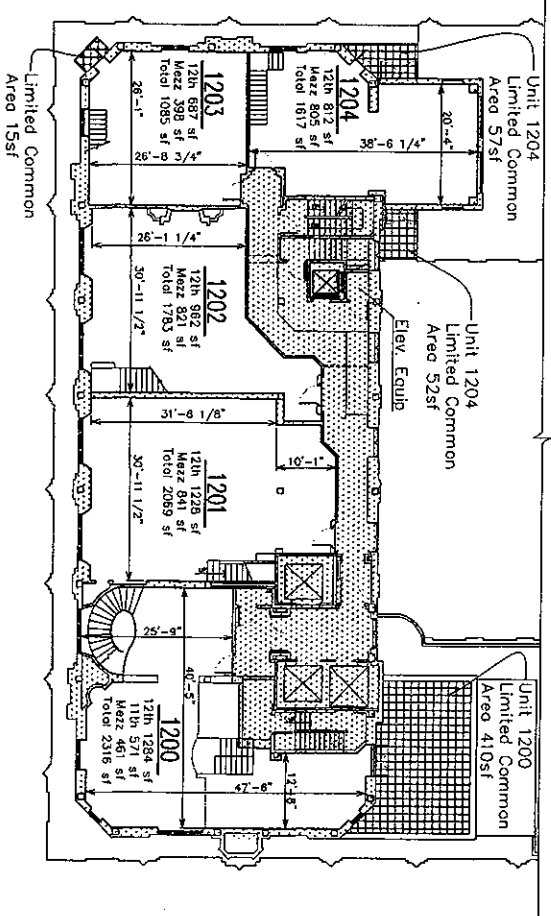 Unit 1204
Limited Common
Area 57sf
Unit 1204
Limited Common
Area 52sf
Elev. Equip
Unit 1200
Limited Common
Area 410sf
1204
12th 812 sf
Mezz 805 sf
Total 1617 sf
20'-4"
38'-6 1/4"
1203
12th 687 sf
Mezz 398 sf
Total 1085 sf
26'-1"
26'-8 3/4"
1202
12th 962 sf
Mezz 821 sf
Total 1783 sf
26'-1 1/4"
30'-11 1/2"
1201
12th 1228 sf
Mezz 841 sf
Total 2069 sf
31'-6 1/8"
10'-1"
30'-11 1/2"
1200
12th 1284 sf
11th 571 sf
Mezz 461 sf
Total 2316 sf
25'-9"
40'-5"
47'-6"
12'-8"
Limited Common
Area 15sf